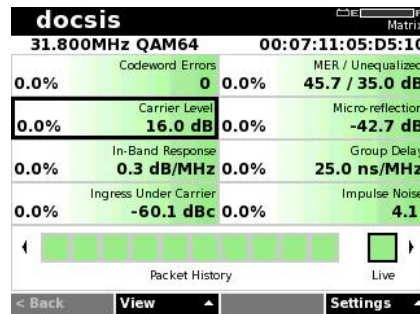 docsis
Matri
31.800MHz QAM64 00:07:11:05:D5:10
Codeword Errors
0.0% 0
MER / Unequalized
0.0% 45.7 / 35.0 dB
Carrier Level
0.0% 16.0 dB
Micro-reflection
0.0% -42.7 dB
In-Band Response
0.0% 0.3 dB/MHz
Group Delay
0.0% 25.0 ns/MHz
Ingress Under Carrier
0.0% -60.1 dBc
Impulse Noise
0.0% 4.1
Packet History
Live
< Back View Settings